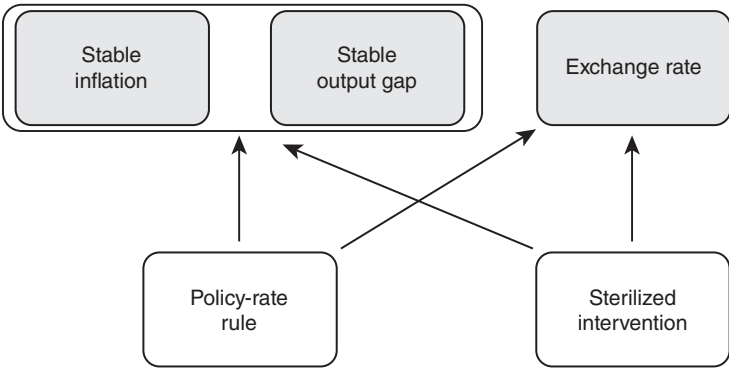 Stable
inflation
Stable
output gap
Exchange rate
Policy-rate
rule
Sterilized
intervention